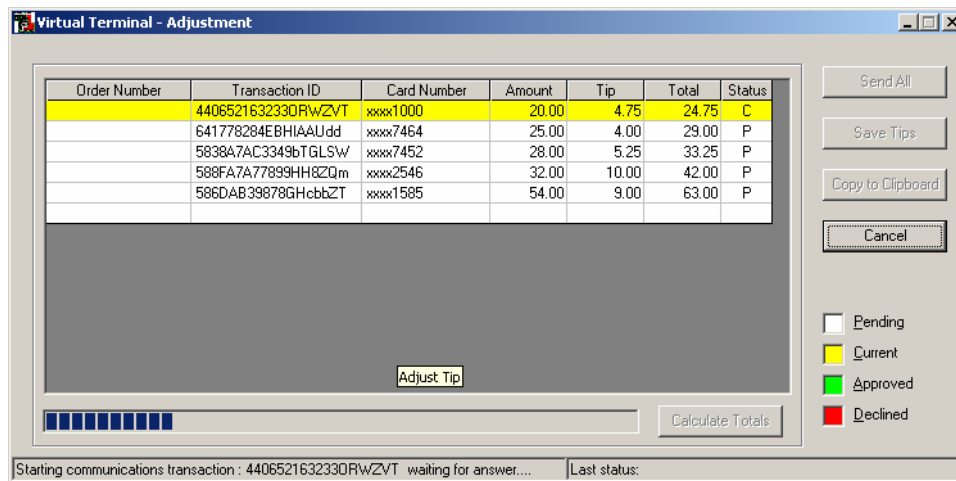 Virtual Terminal - Adjustment
Order Number Transaction ID Card Number Amount Tip Total Status
440652163233ORWZVT xxxx1000 20.00 4.75 24.75 C
641778284EBHIAAUdd xxxx7464 25.00 4.00 29.00 P
5838A7AC3349bTGLSW xxxx7452 28.00 5.25 33.25 P
588FA7A77899HH8ZQm xxxx2546 32.00 10.00 42.00 P
586DAB39878GHcbbZT xxxx1585 54.00 9.00 63.00 P
Send All
Save Tips
Copy to Clipboard
Cancel
Pending
Current
Approved
Declined
Adjust Tip
Calculate Totals
Starting communications transaction : 440652163233ORWZVT waiting for answer.... Last status: